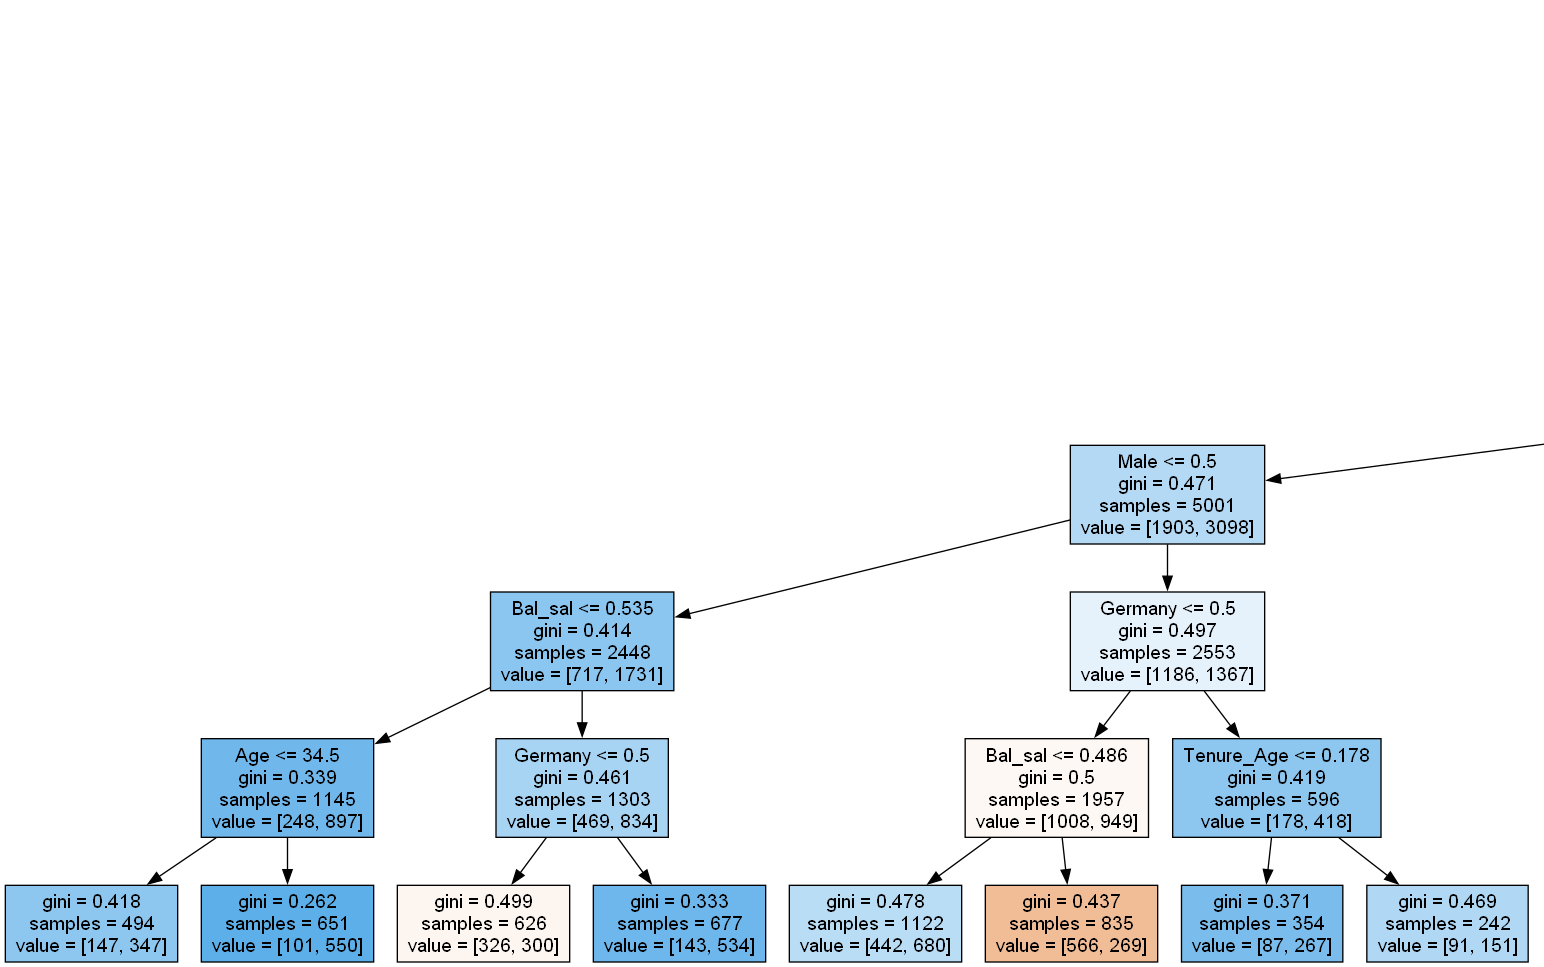 Male <= 0.5
gini = 0.471
samples = 5001
value = [1903, 3098]
Bal_sal <= 0.535
gini = 0.414
samples = 2448
value = [717, 1731]
Germany <= 0.5
gini = 0.497
samples = 2553
value = [1186, 1367]
Age <= 34.5
gini = 0.339
samples = 1145
value = [248, 897]
Germany <= 0.5
gini = 0.461
samples = 1303
value = [469, 834]
Bal_sal <= 0.486
gini = 0.5
samples = 1957
value = [1008, 949]
Tenure_Age <= 0.178
gini = 0.419
samples = 596
value = [178, 418]
gini = 0.418
samples = 494
value = [147, 347]
gini = 0.262
samples = 651
value = [101, 550]
gini = 0.499
samples = 626
value = [326, 300]
gini = 0.333
samples = 677
value = [143, 534]
gini = 0.478
samples = 1122
value = [442, 680]
gini = 0.437
samples = 835
value = [566, 269]
gini = 0.371
samples = 354
value = [87, 267]
gini = 0.469
samples = 242
value = [91, 151]